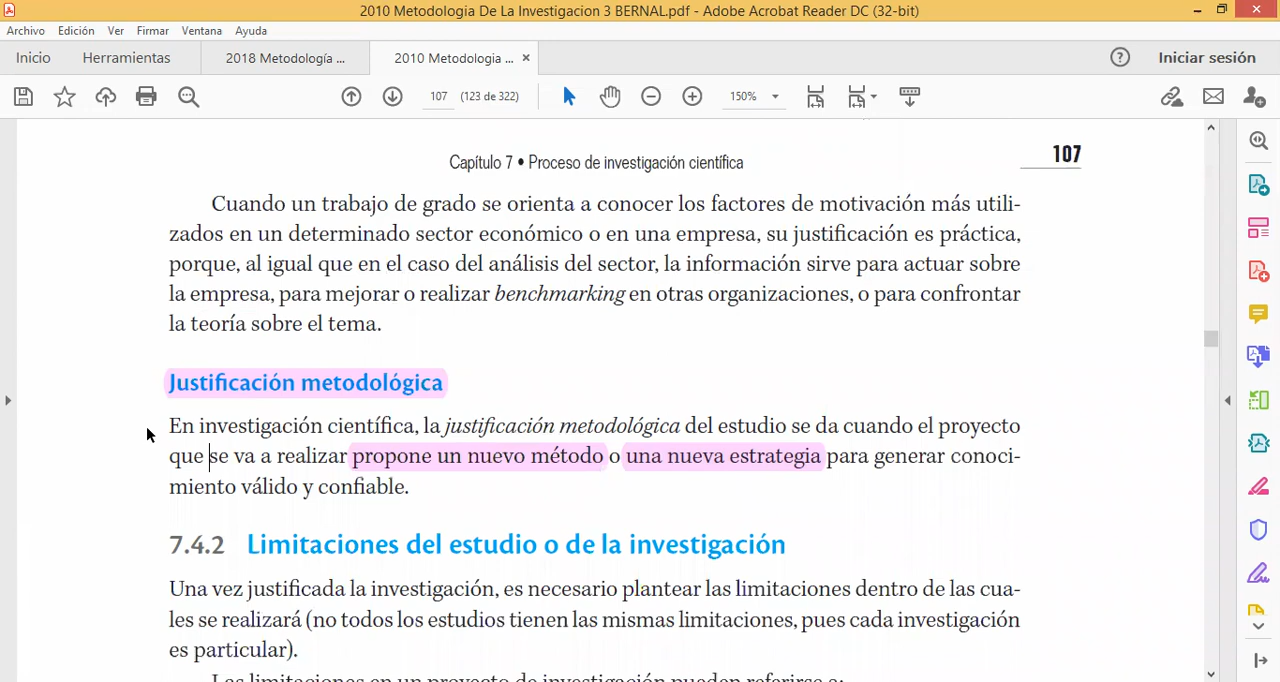 2010 Metodologia De La Investigacion 3 BERNAL.pdf - Adobe Acrobat Reader DC (32-bit)
Archivo Edición Ver Firmar Ventana Ayuda
Inicio Herramientas 2018 Metodología ... 2010 Metodologia ... × Iniciar sesión
107 (123 de 322) 150%
Capítulo 7 • Proceso de investigación científica 107
Cuando un trabajo de grado se orienta a conocer los factores de motivación más utili-
zados en un determinado sector económico o en una empresa, su justificación es práctica,
porque, al igual que en el caso del análisis del sector, la información sirve para actuar sobre
la empresa, para mejorar o realizar benchmarking en otras organizaciones, o para confrontar
la teoría sobre el tema.
Justificación metodológica
En investigación científica, la justificación metodológica del estudio se da cuando el proyecto
que se va a realizar propone un nuevo método o una nueva estrategia para generar conoci-
miento válido y confiable.
7.4.2 Limitaciones del estudio o de la investigación
Una vez justificada la investigación, es necesario plantear las limitaciones dentro de las cua-
les se realizará (no todos los estudios tienen las mismas limitaciones, pues cada investigación
es particular).
Las limitaciones en un proyecto de investigación pueden referirse a: